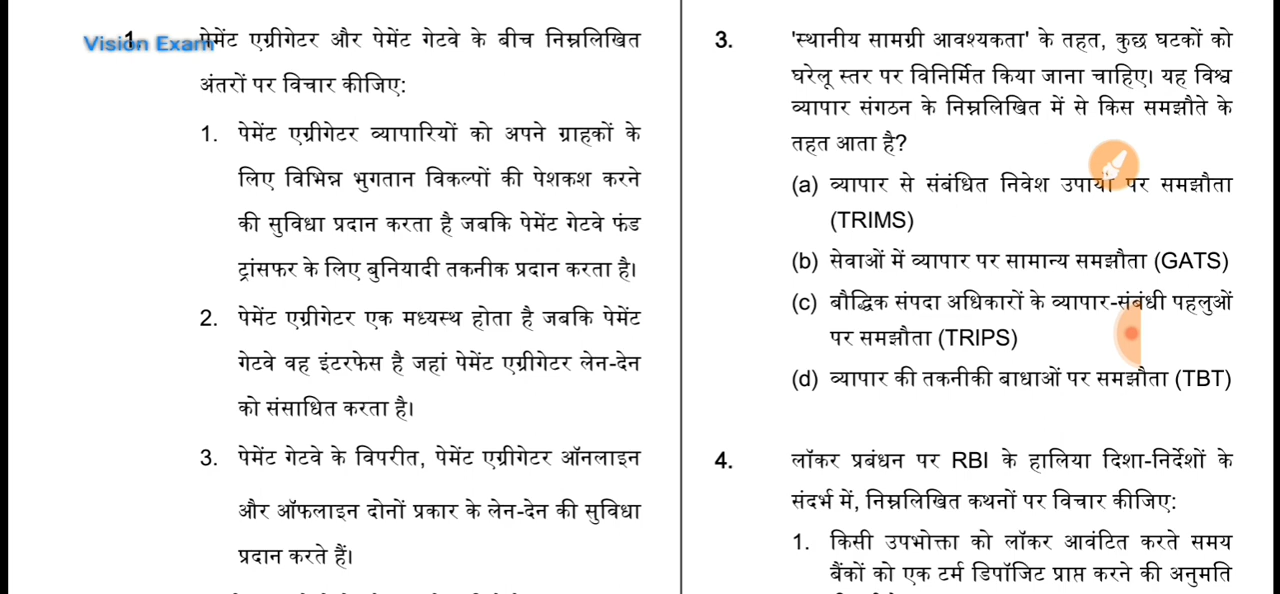 Vision Exam
1. पेमेंट एग्रीगेटर और पेमेंट गेटवे के बीच निम्नलिखित
अंतरों पर विचार कीजिए:
1. पेमेंट एग्रीगेटर व्यापारियों को अपने ग्राहकों के
लिए विभिन्न भुगतान विकल्पों की पेशकश करने
की सुविधा प्रदान करता है जबकि पेमेंट गेटवे फंड
ट्रांसफर के लिए बुनियादी तकनीक प्रदान करता है।
2. पेमेंट एग्रीगेटर एक मध्यस्थ होता है जबकि पेमेंट
गेटवे वह इंटरफेस है जहां पेमेंट एग्रीगेटर लेन-देन
को संसाधित करता है।
3. पेमेंट गेटवे के विपरीत, पेमेंट एग्रीगेटर ऑनलाइन
और ऑफलाइन दोनों प्रकार के लेन-देन की सुविधा
प्रदान करते हैं।
3. 'स्थानीय सामग्री आवश्यकता' के तहत, कुछ घटकों को
घरेलू स्तर पर विनिर्मित किया जाना चाहिए। यह विश्व
व्यापार संगठन के निम्नलिखित में से किस समझौते के
तहत आता है?
(a) व्यापार से संबंधित निवेश उपायों पर समझौता
(TRIMS)
(b) सेवाओं में व्यापार पर सामान्य समझौता (GATS)
(c) बौद्धिक संपदा अधिकारों के व्यापार-संबंधी पहलुओं
पर समझौता (TRIPS)
(d) व्यापार की तकनीकी बाधाओं पर समझौता (TBT)
4. लॉकर प्रबंधन पर RBI के हालिया दिशा-निर्देशों के
संदर्भ में, निम्नलिखित कथनों पर विचार कीजिए:
1. किसी उपभोक्ता को लॉकर आवंटित करते समय
बैंकों को एक टर्म डिपॉजिट प्राप्त करने की अनुमति